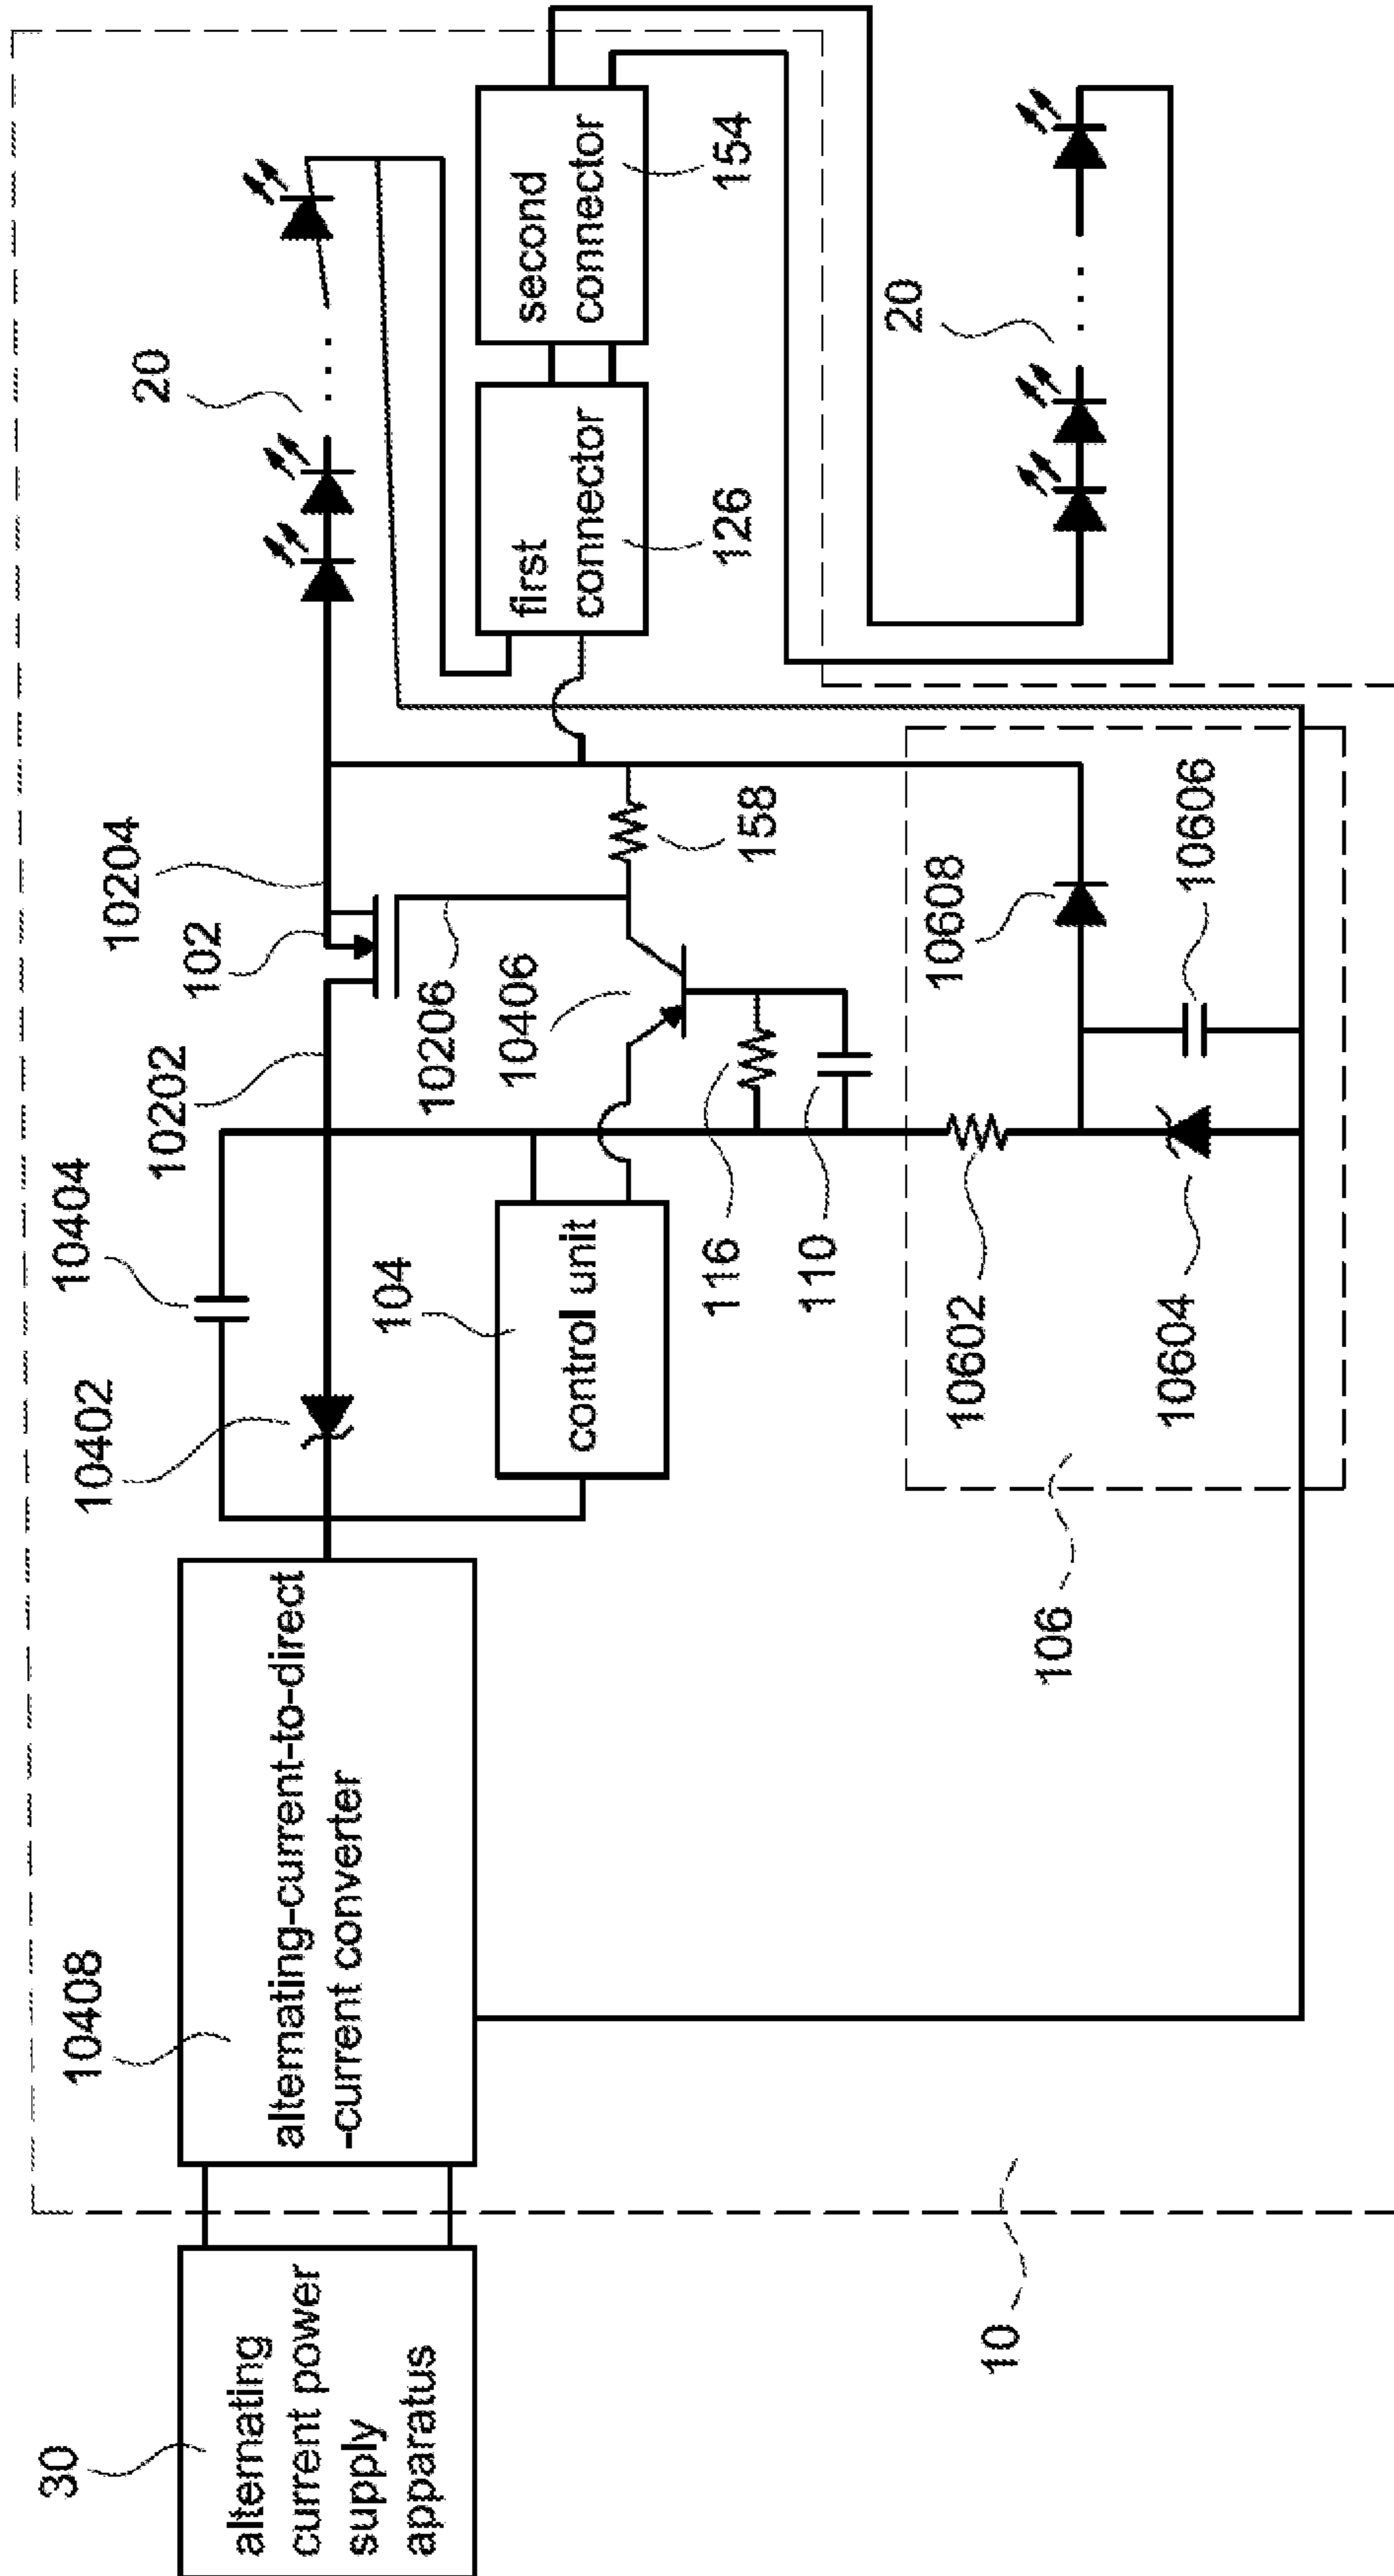 30
alternating
current power
supply
apparatus
10408
alternating-current-to-direct
-current converter
10402
10404
104
control unit
10202
102
10204
10206
10406
116
110
158
20
first
connector
126
second
connector
154
20
10602
10604
10608
10606
106
10